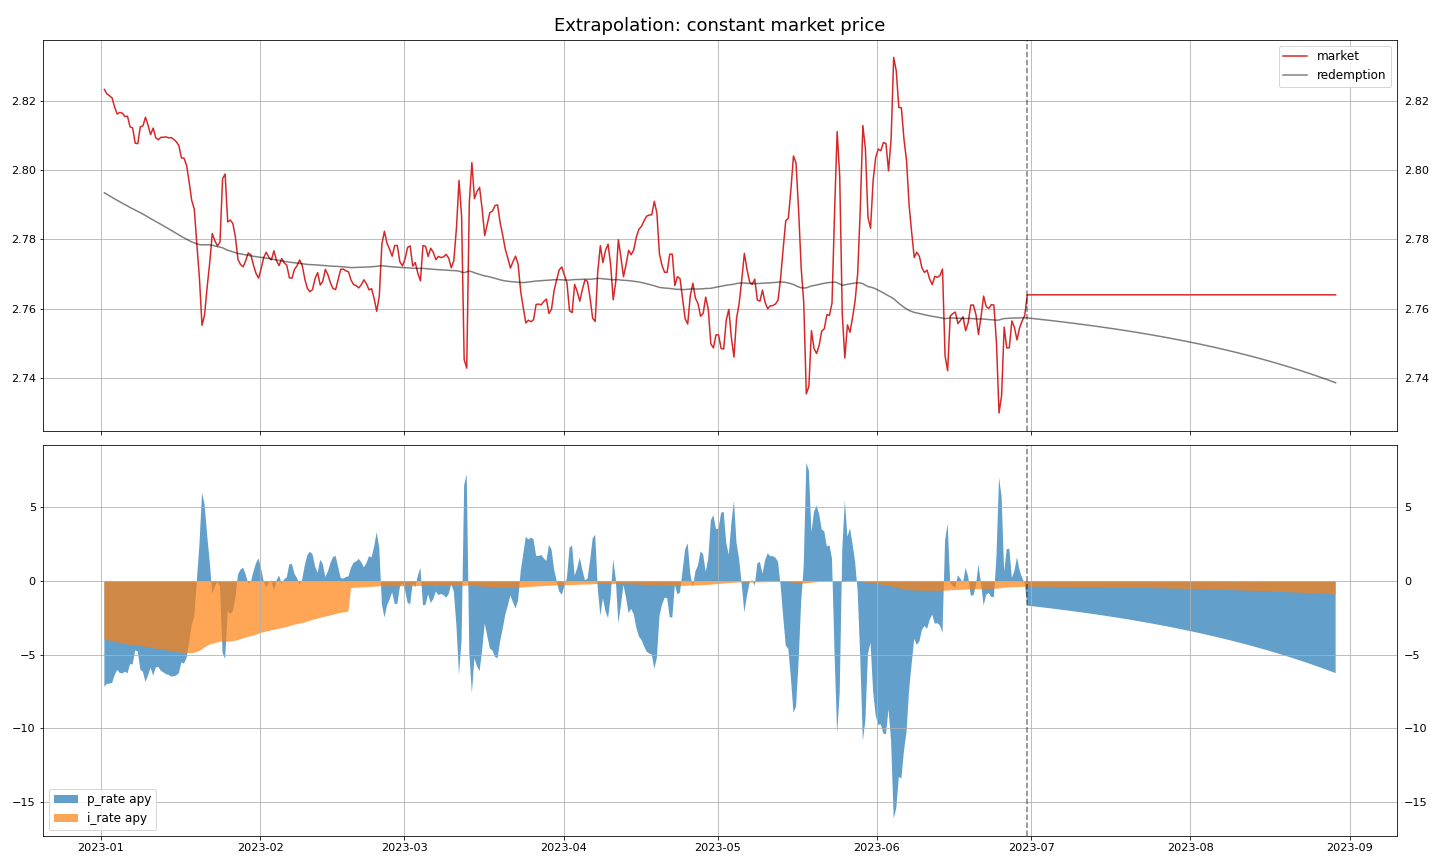 Extrapolation: constant market price
market
redemption
2.82 2.82
2.80 2.80
2.78 2.78
2.76 2.76
2.74 2.74
5 5
0 0
−5 −5
−10 −10
−15 −15
p_rate apy
i_rate apy
2023-01 2023-02 2023-03 2023-04 2023-05 2023-06 2023-07 2023-08 2023-09